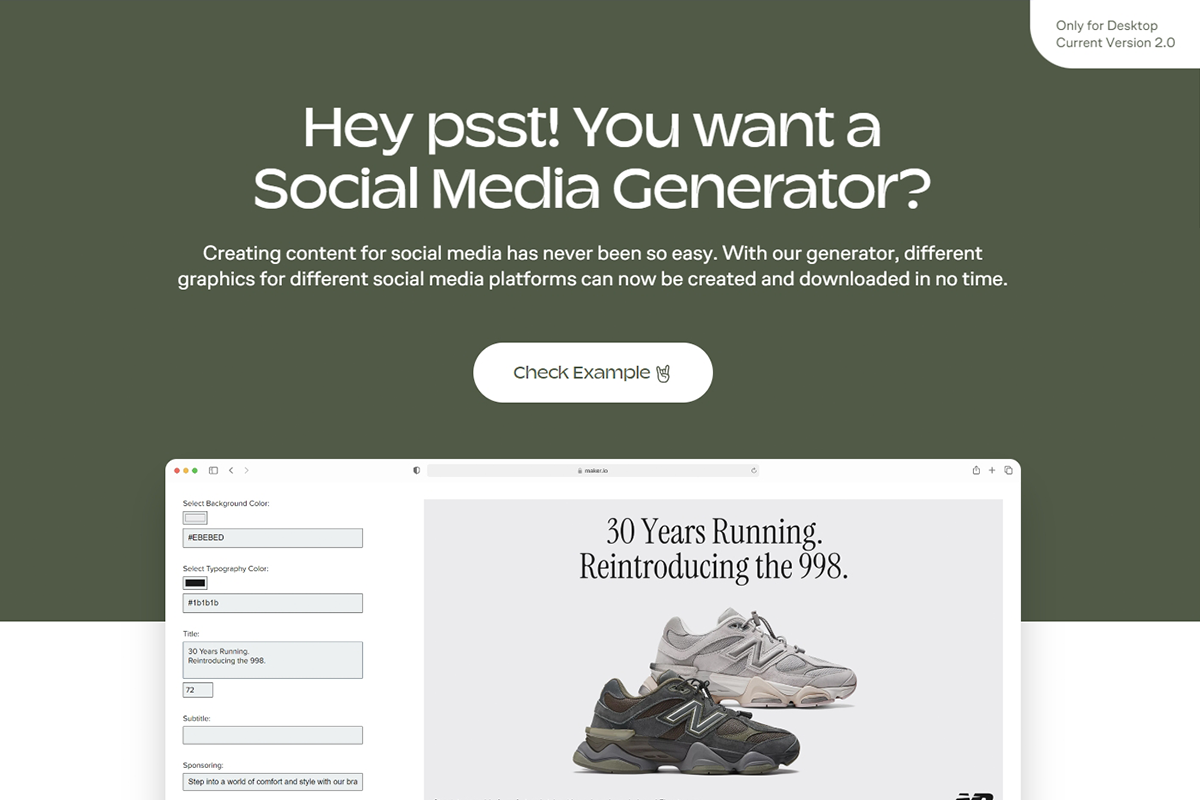 Only for Desktop
Current Version 2.0
Hey psst! You want a
Social Media Generator?
Creating content for social media has never been so easy. With our generator, different
graphics for different social media platforms can now be created and downloaded in no time.
Check Example
maker.io
Select Background Color:
#EBEBED
Select Typography Color:
#1b1b1b
Title:
30 Years Running.
Reintroducing the 998.
72
Subtitle:
Sponsoring:
Step into a world of comfort and style with our bra
30 Years Running.
Reintroducing the 998.
N
N